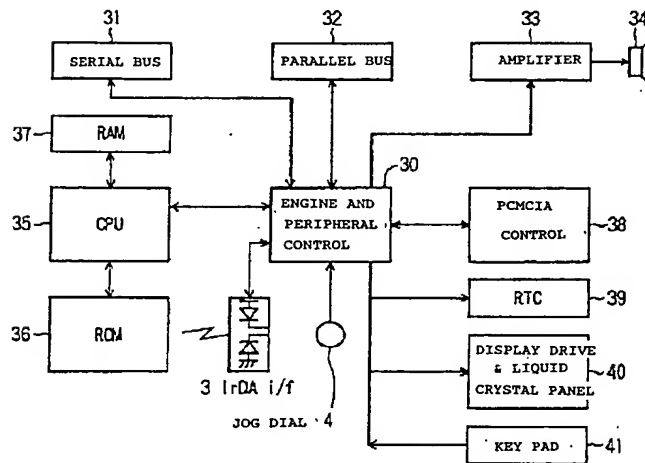 31
32
33
34
SERIAL BUS
PARALLEL BUS
AMPLIFIER
37
RAM
30
35
CPU
ENGINE AND
PERIPHERAL
CONTROL
PCMCIA
CONTROL
38
36
ROM
RTC
39
DISPLAY DRIVE
& LIQUID
CRYSTAL PANEL
40
3 IrDA i/f
JOG DIAL 4
KEY PAD
41